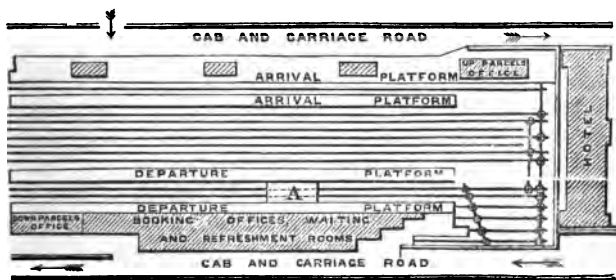 CAB AND CARRIAGE ROAD
UP PARCELS
OFFICE
ARRIVAL PLATFORM
ARRIVAL PLATFORM
HOTEL
DEPARTURE PLATFORM
A
DEPARTURE PLATFORM
DOWN PARCELS
OFFICE
BOOKING OFFICES, WAITING
AND REFRESHMENT ROOMS
CAB AND CARRIAGE ROAD